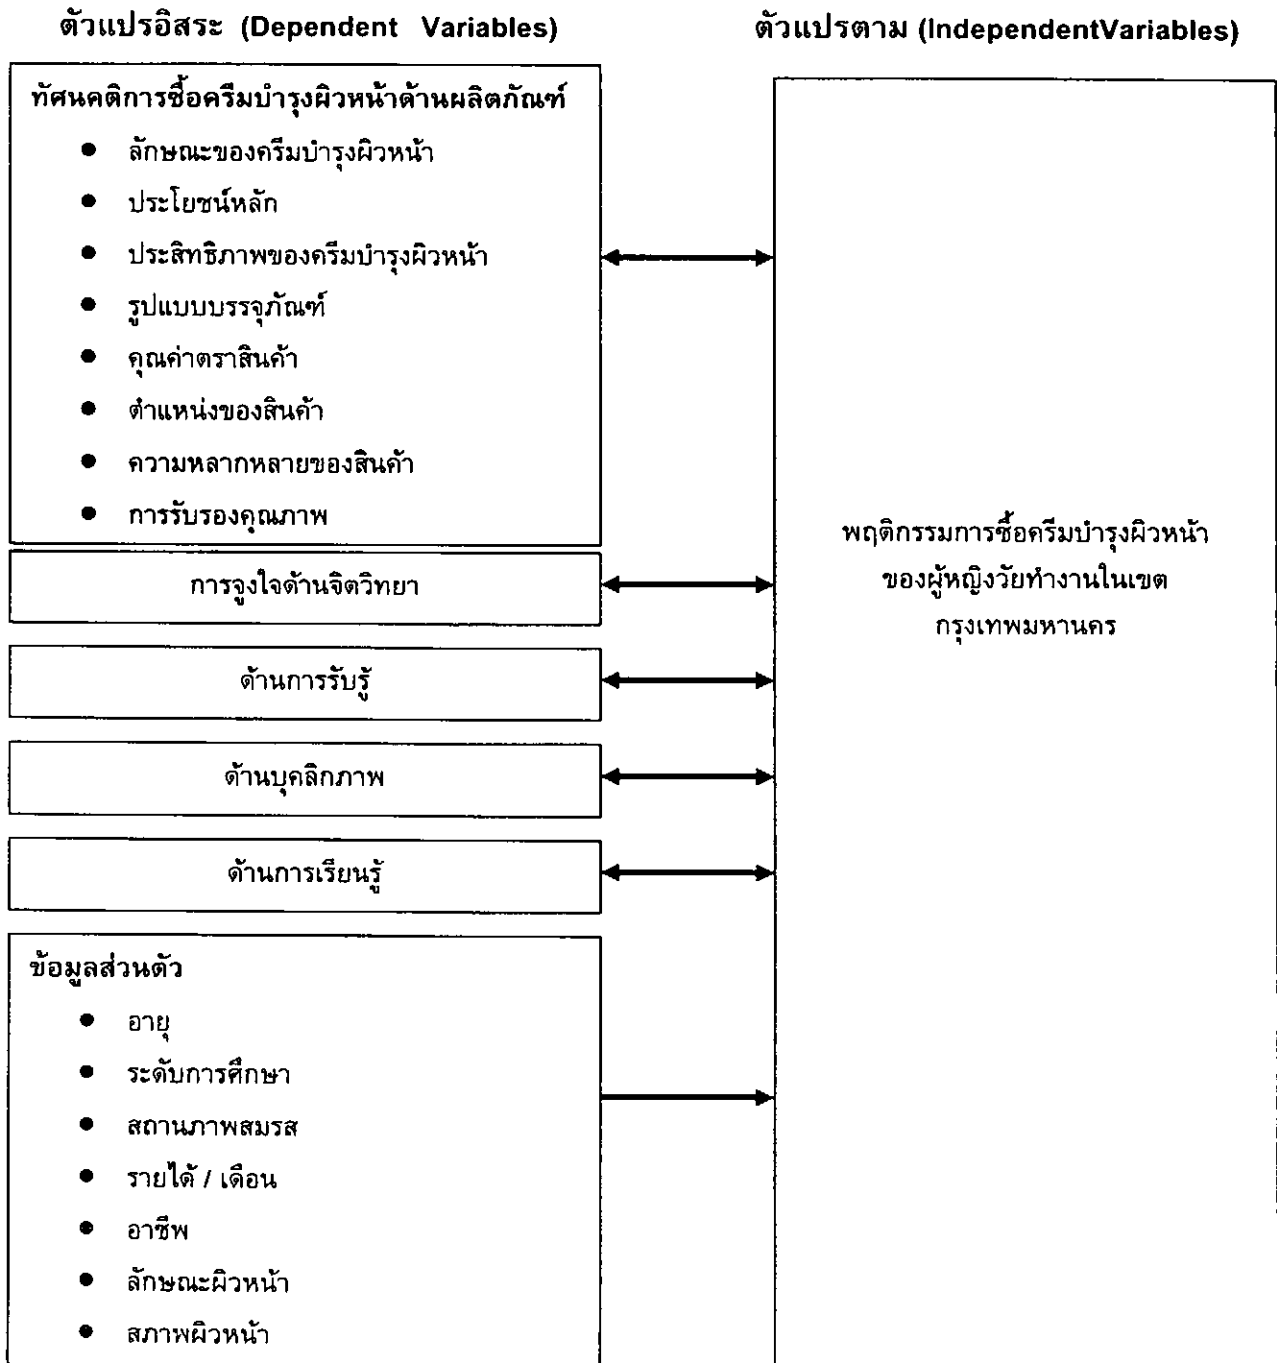 ตัวแปรอิสระ (Dependent Variables)
ตัวแปรตาม (IndependentVariables)
ทัศนคติการซื้อครีมบำรุงผิวหน้าด้านผลิตภัณฑ์
● ลักษณะของครีมบำรุงผิวหน้า
● ประโยชน์หลัก
● ประสิทธิภาพของครีมบำรุงผิวหน้า
● รูปแบบบรรจุภัณฑ์
● คุณค่าตราสินค้า
● ตำแหน่งของสินค้า
● ความหลากหลายของสินค้า
● การรับรองคุณภาพ
การจูงใจด้านจิตวิทยา
ด้านการรับรู้
ด้านบุคลิกภาพ
ด้านการเรียนรู้
ข้อมูลส่วนตัว
● อายุ
● ระดับการศึกษา
● สถานภาพสมรส
● รายได้ / เดือน
● อาชีพ
● ลักษณะผิวหน้า
● สภาพผิวหน้า
พฤติกรรมการซื้อครีมบำรุงผิวหน้า
ของผู้หญิงวัยทำงานในเขต
กรุงเทพมหานคร